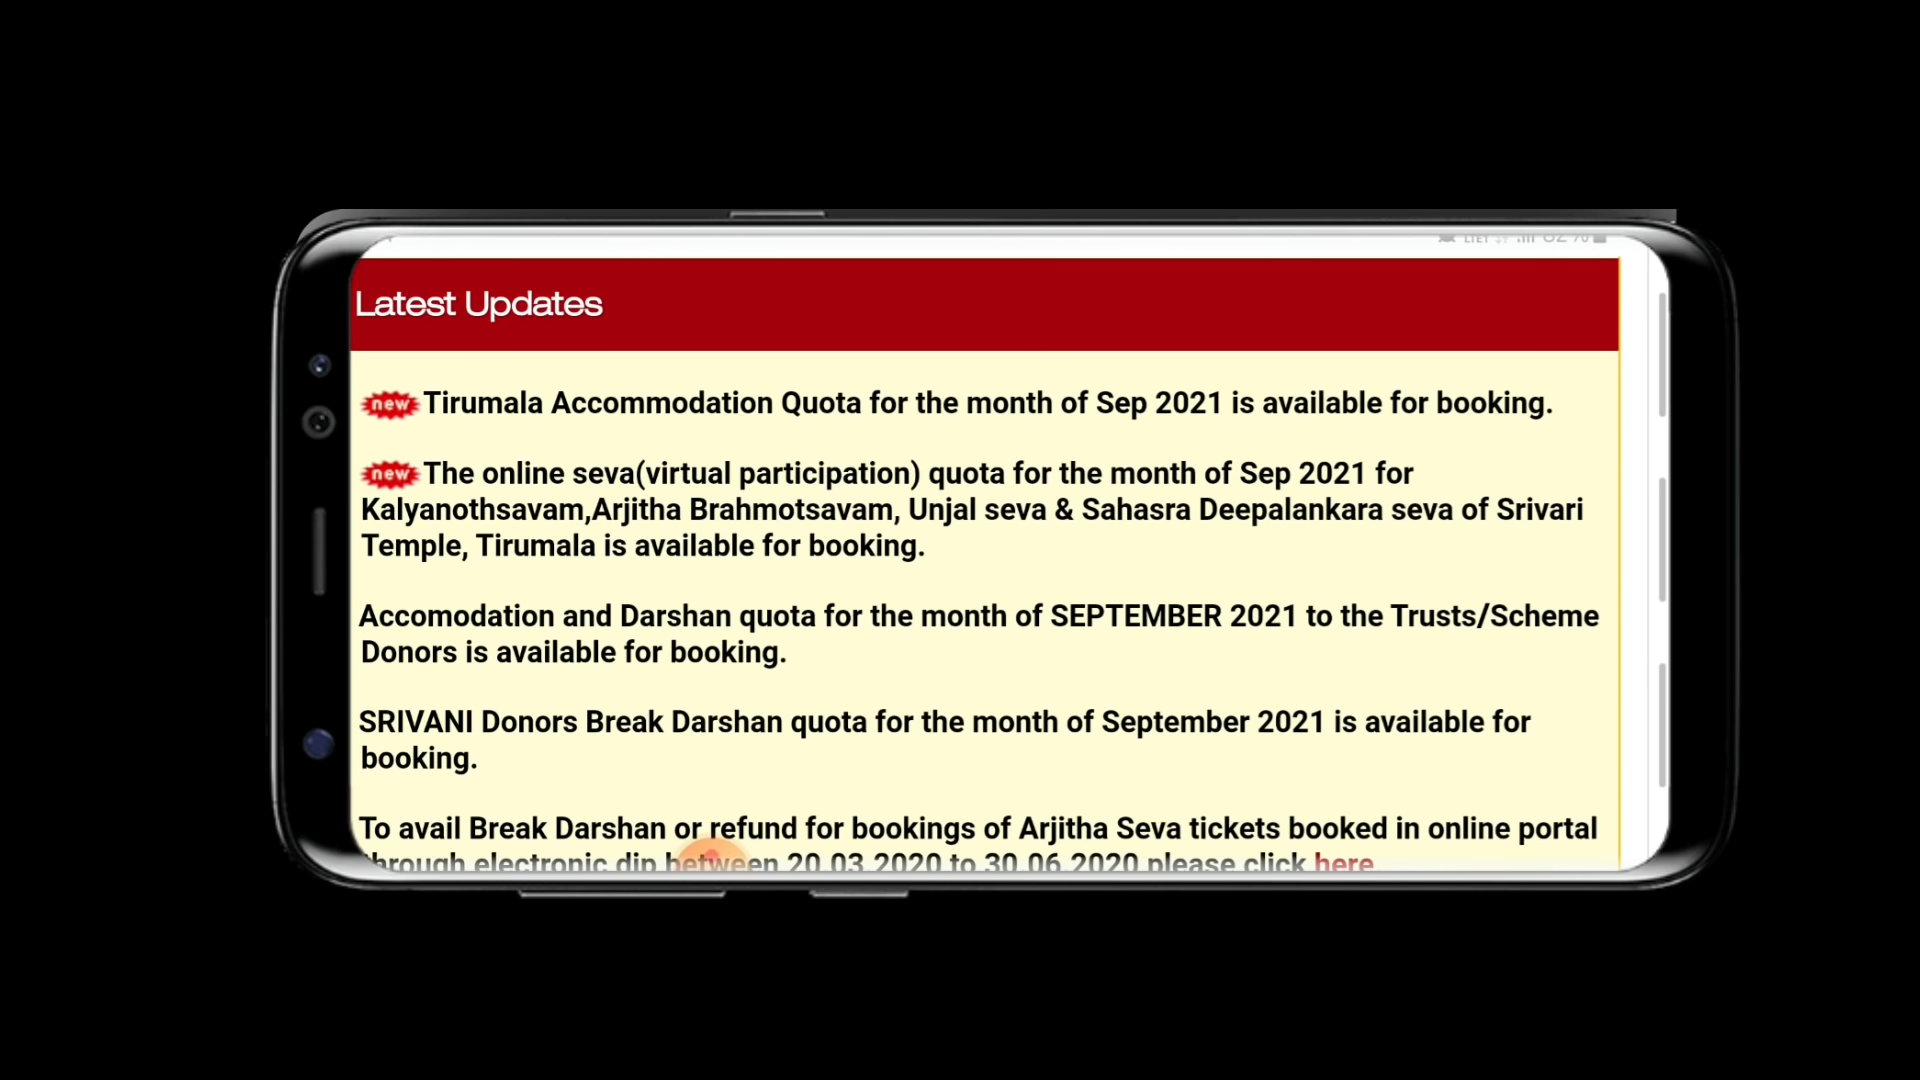 Latest Updates
new Tirumala Accommodation Quota for the month of Sep 2021 is available for booking.
new The online seva(virtual participation) quota for the month of Sep 2021 for
Kalyanothsavam,Arjitha Brahmotsavam, Unjal seva & Sahasra Deepalankara seva of Srivari
Temple, Tirumala is available for booking.
Accomodation and Darshan quota for the month of SEPTEMBER 2021 to the Trusts/Scheme
Donors is available for booking.
SRIVANI Donors Break Darshan quota for the month of September 2021 is available for
booking.
To avail Break Darshan or refund for bookings of Arjitha Seva tickets booked in online portal
through electronic dip between 20.03.2020 to 30.06.2020 please click here